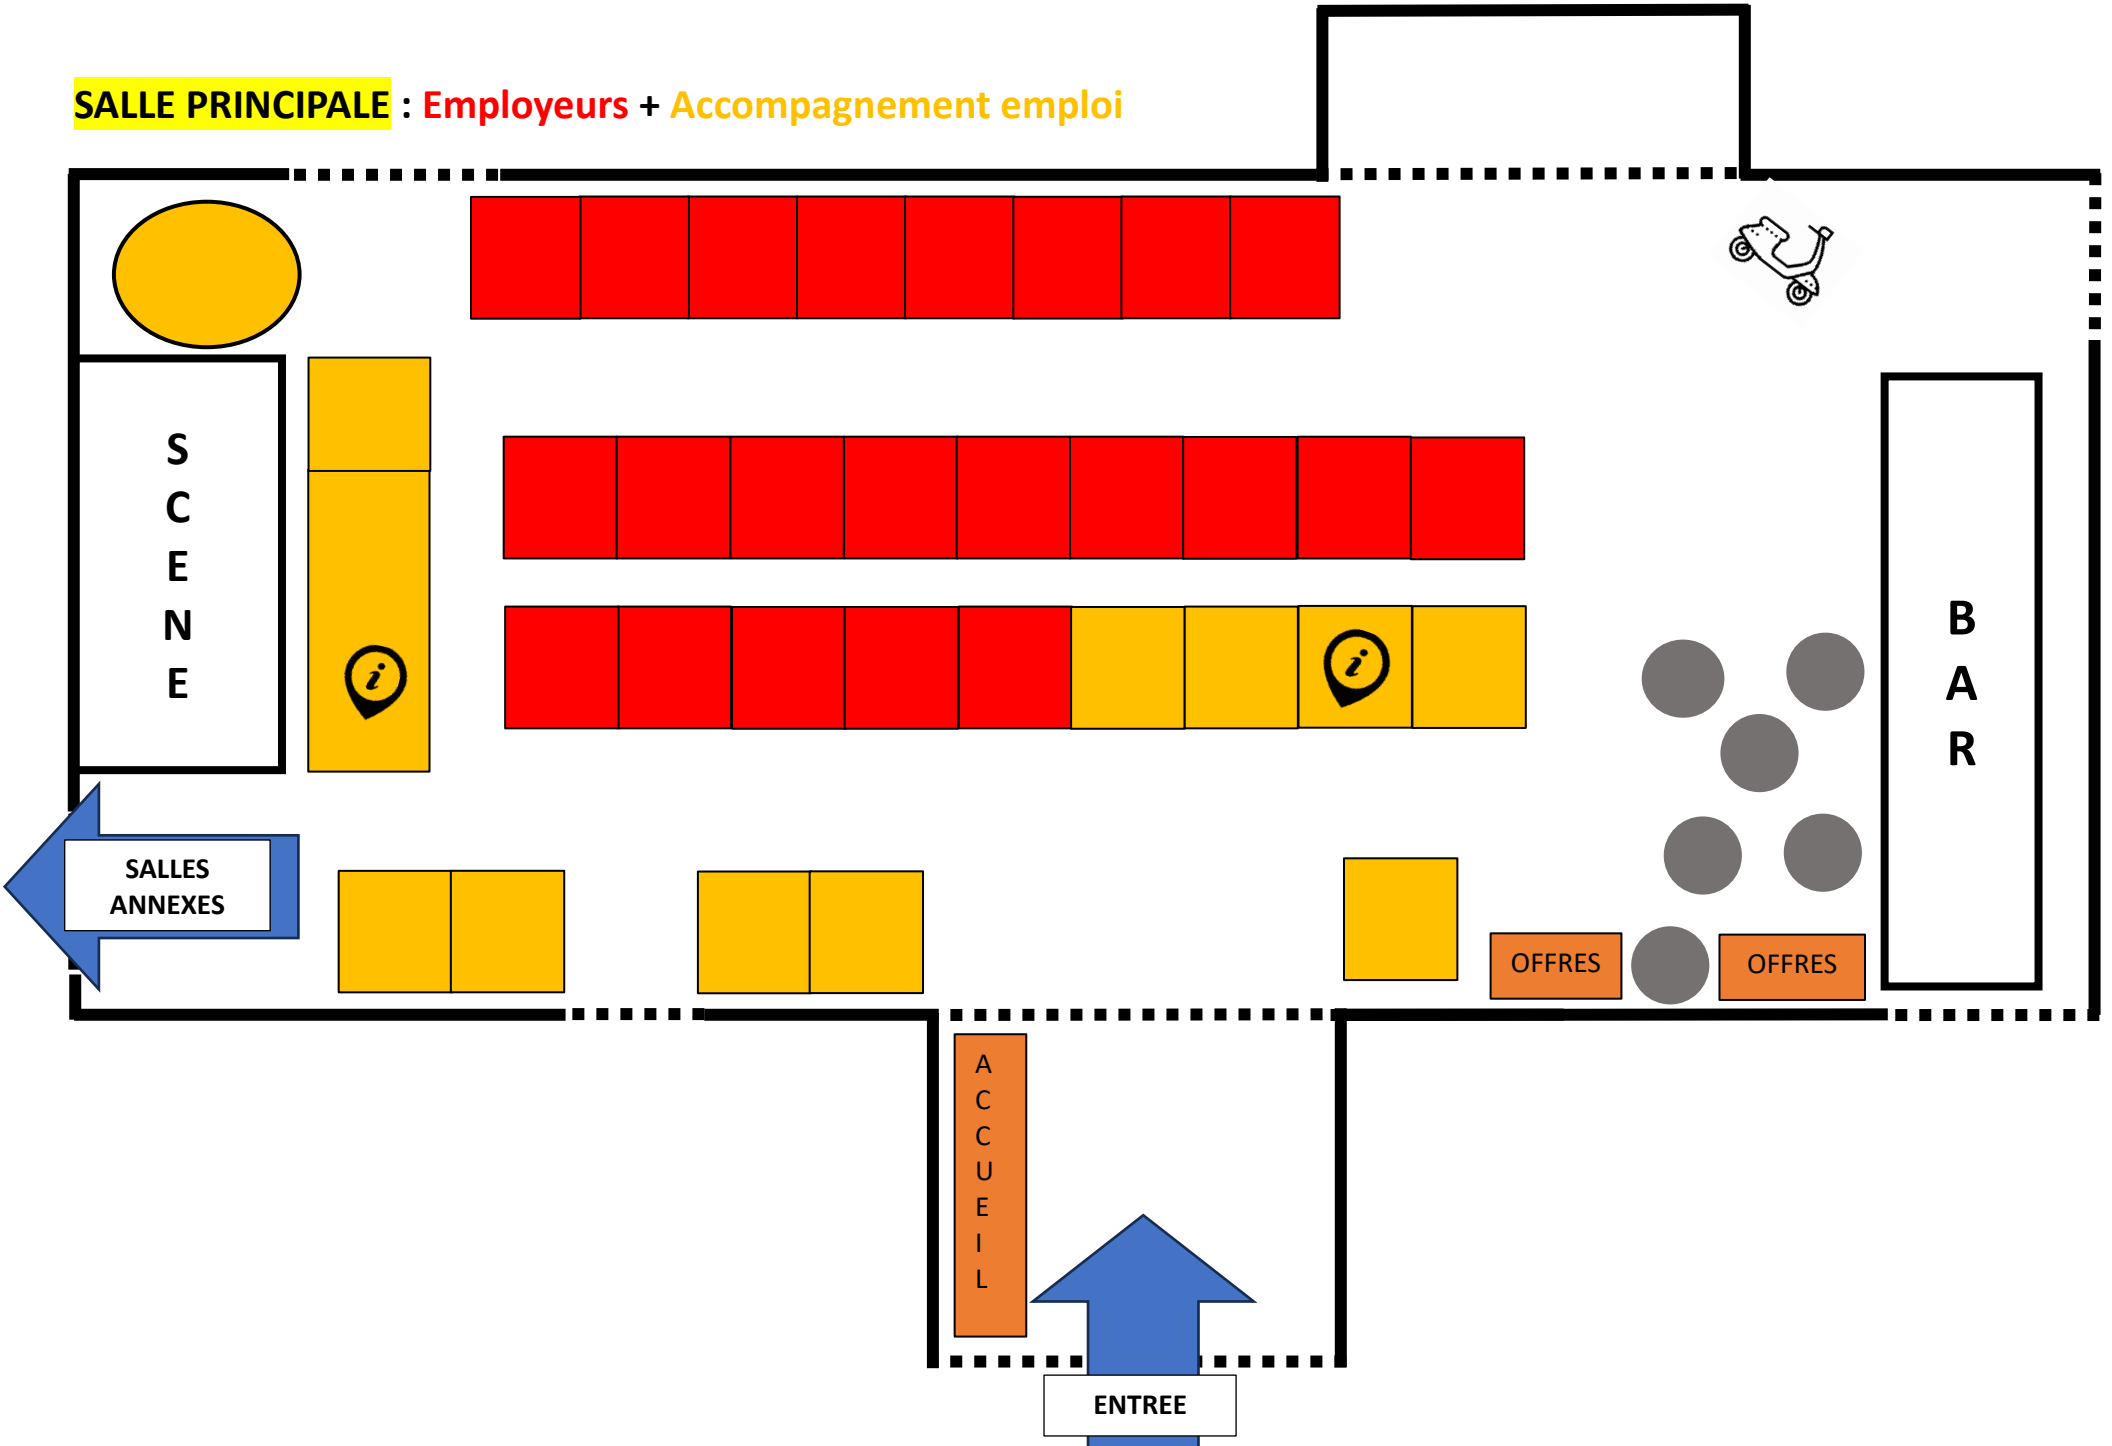 SALLE PRINCIPALE : Employeurs + Accompagnement emploi
SCENE
BAR
SALLES
ANNEXES
OFFRES
OFFRES
ACCUEIL
ENTREE
i
i